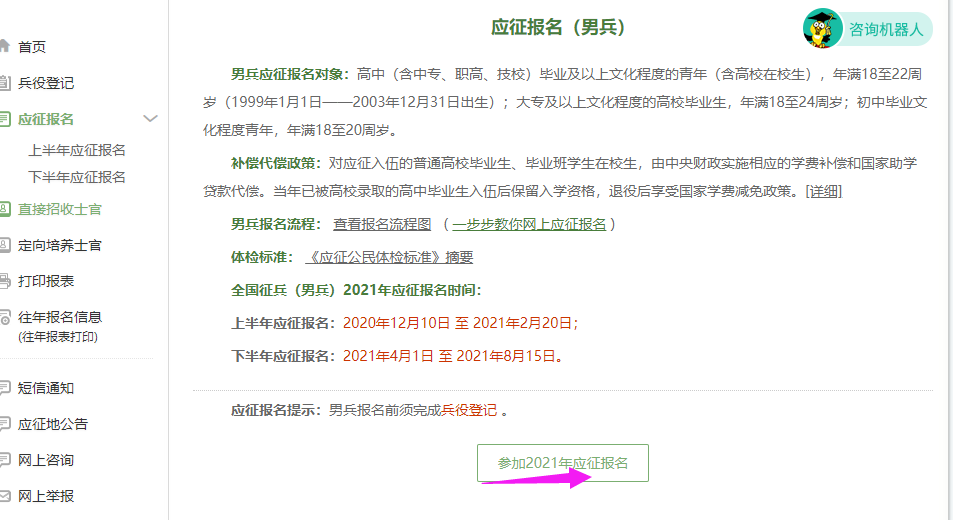 首页
兵役登记
应征报名
上半年应征报名
下半年应征报名
直接招收士官
定向培养士官
打印报表
往年报名信息
(往年报表打印)
短信通知
应征地公告
网上咨询
网上举报
应征报名（男兵）
咨询机器人
男兵应征报名对象：高中（含中专、职高、技校）毕业及以上文化程度的青年（含高校在校生），年满18至22周
岁（1999年1月1日——2003年12月31日出生）；大专及以上文化程度的高校毕业生，年满18至24周岁；初中毕业文
化程度青年，年满18至20周岁。
补偿代偿政策：对应征入伍的普通高校毕业生、毕业班学生在校生，由中央财政实施相应的学费补偿和国家助学
贷款代偿。当年已被高校录取的高中毕业生入伍后保留入学资格，退役后享受国家学费减免政策。[详细]
男兵报名流程： 查看报名流程图 （一步步教你网上应征报名）
体检标准： 《应征公民体检标准》摘要
全国征兵（男兵）2021年应征报名时间：
上半年应征报名：2020年12月10日 至 2021年2月20日；
下半年应征报名：2021年4月1日 至 2021年8月15日。
应征报名提示：男兵报名前须完成兵役登记 。
参加2021年应征报名